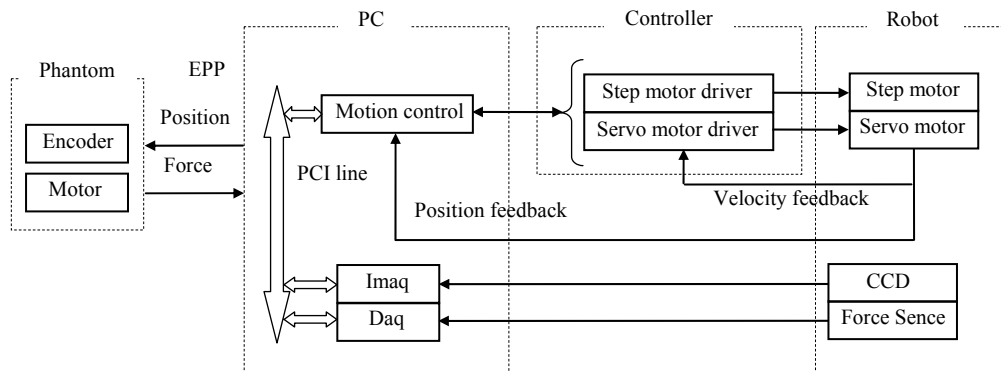 PC
Controller
Robot
Phantom
EPP
Encoder
Motor
Position
Force
PCI line
Motion control
Step motor driver
Servo motor driver
Step motor
Servo motor
Position feedback
Velocity feedback
Imaq
Daq
CCD
Force Sence